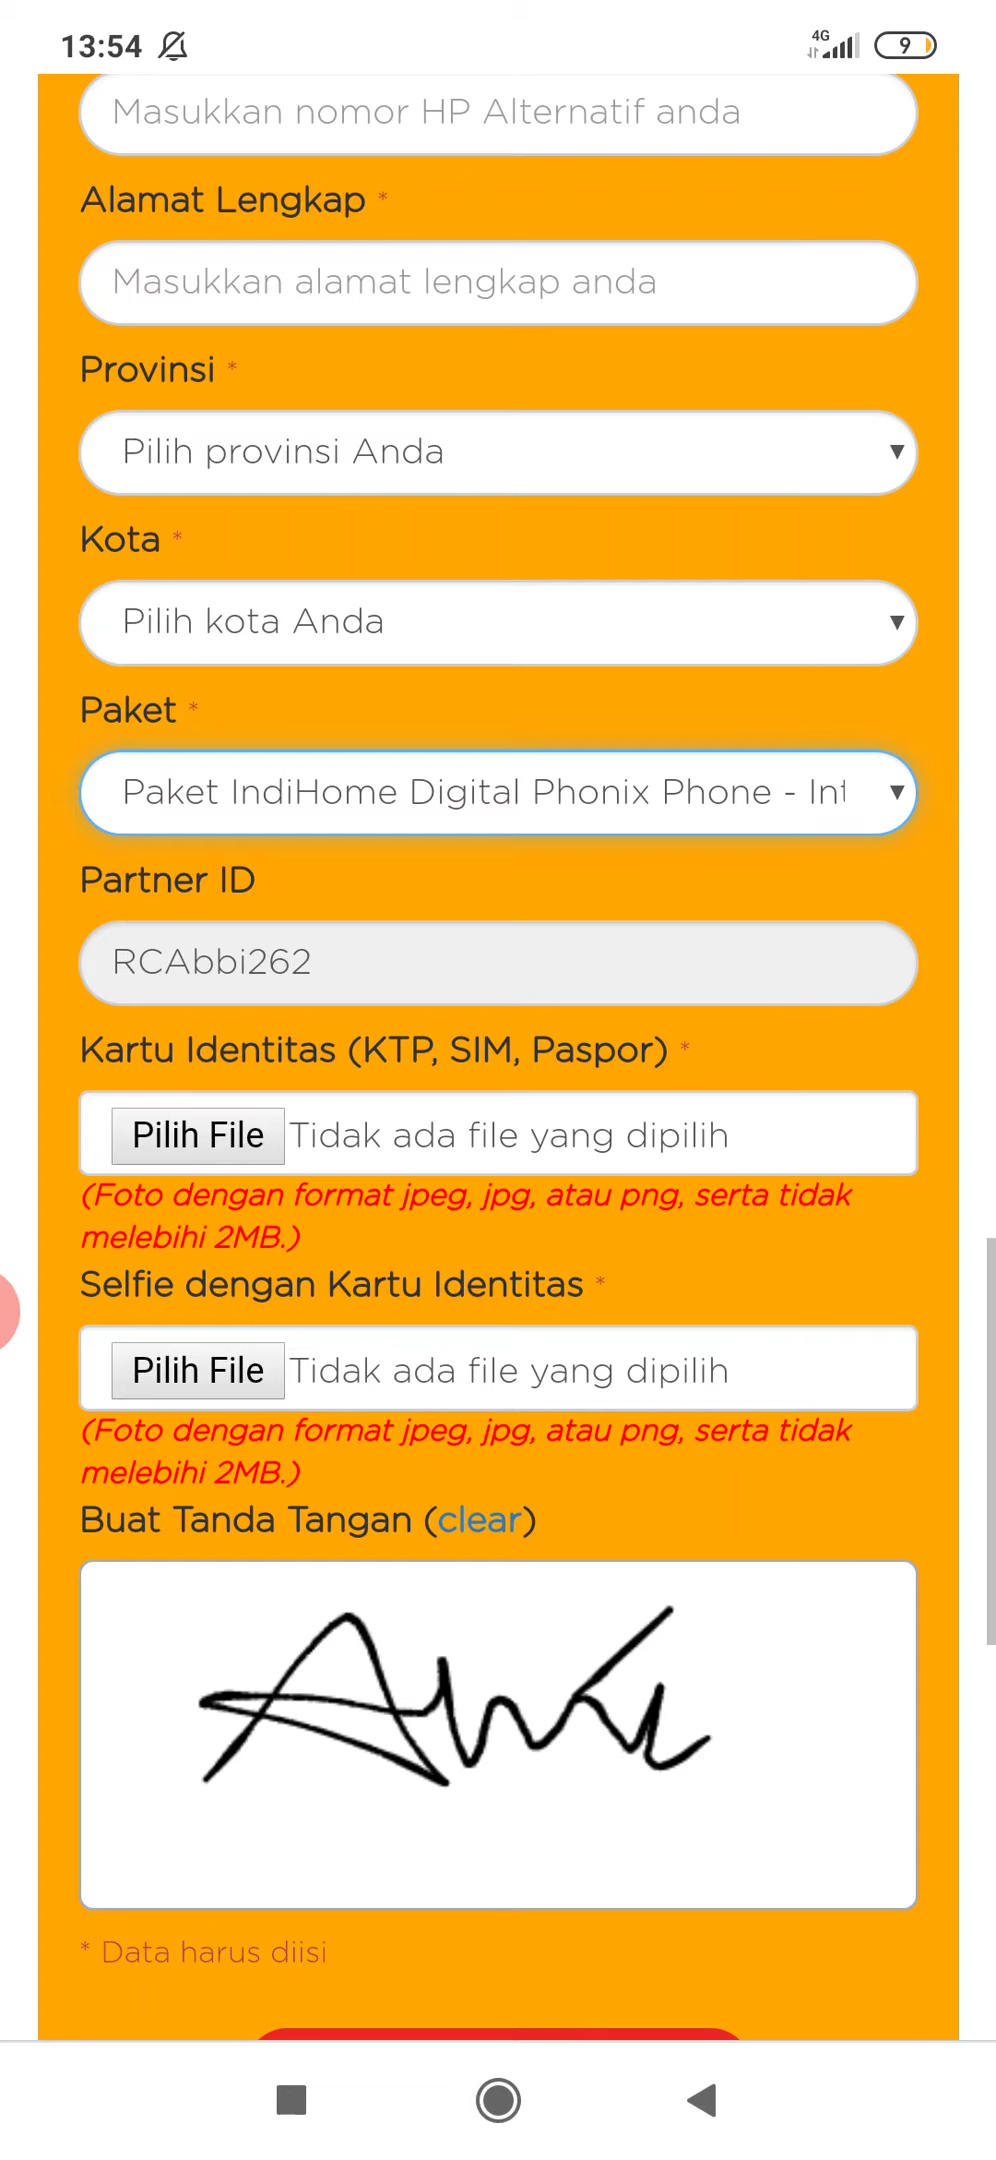 13:54
4G
9
Masukkan nomor HP Alternatif anda
Alamat Lengkap *
Masukkan alamat lengkap anda
Provinsi *
Pilih provinsi Anda
Kota *
Pilih kota Anda
Paket *
Paket IndiHome Digital Phonix Phone - Int
Partner ID
RCAbbi262
Kartu Identitas (KTP, SIM, Paspor) *
Pilih File Tidak ada file yang dipilih
(Foto dengan format jpeg, jpg, atau png, serta tidak
melebihi 2MB.)
Selfie dengan Kartu Identitas *
Pilih File Tidak ada file yang dipilih
(Foto dengan format jpeg, jpg, atau png, serta tidak
melebihi 2MB.)
Buat Tanda Tangan (clear)
* Data harus diisi